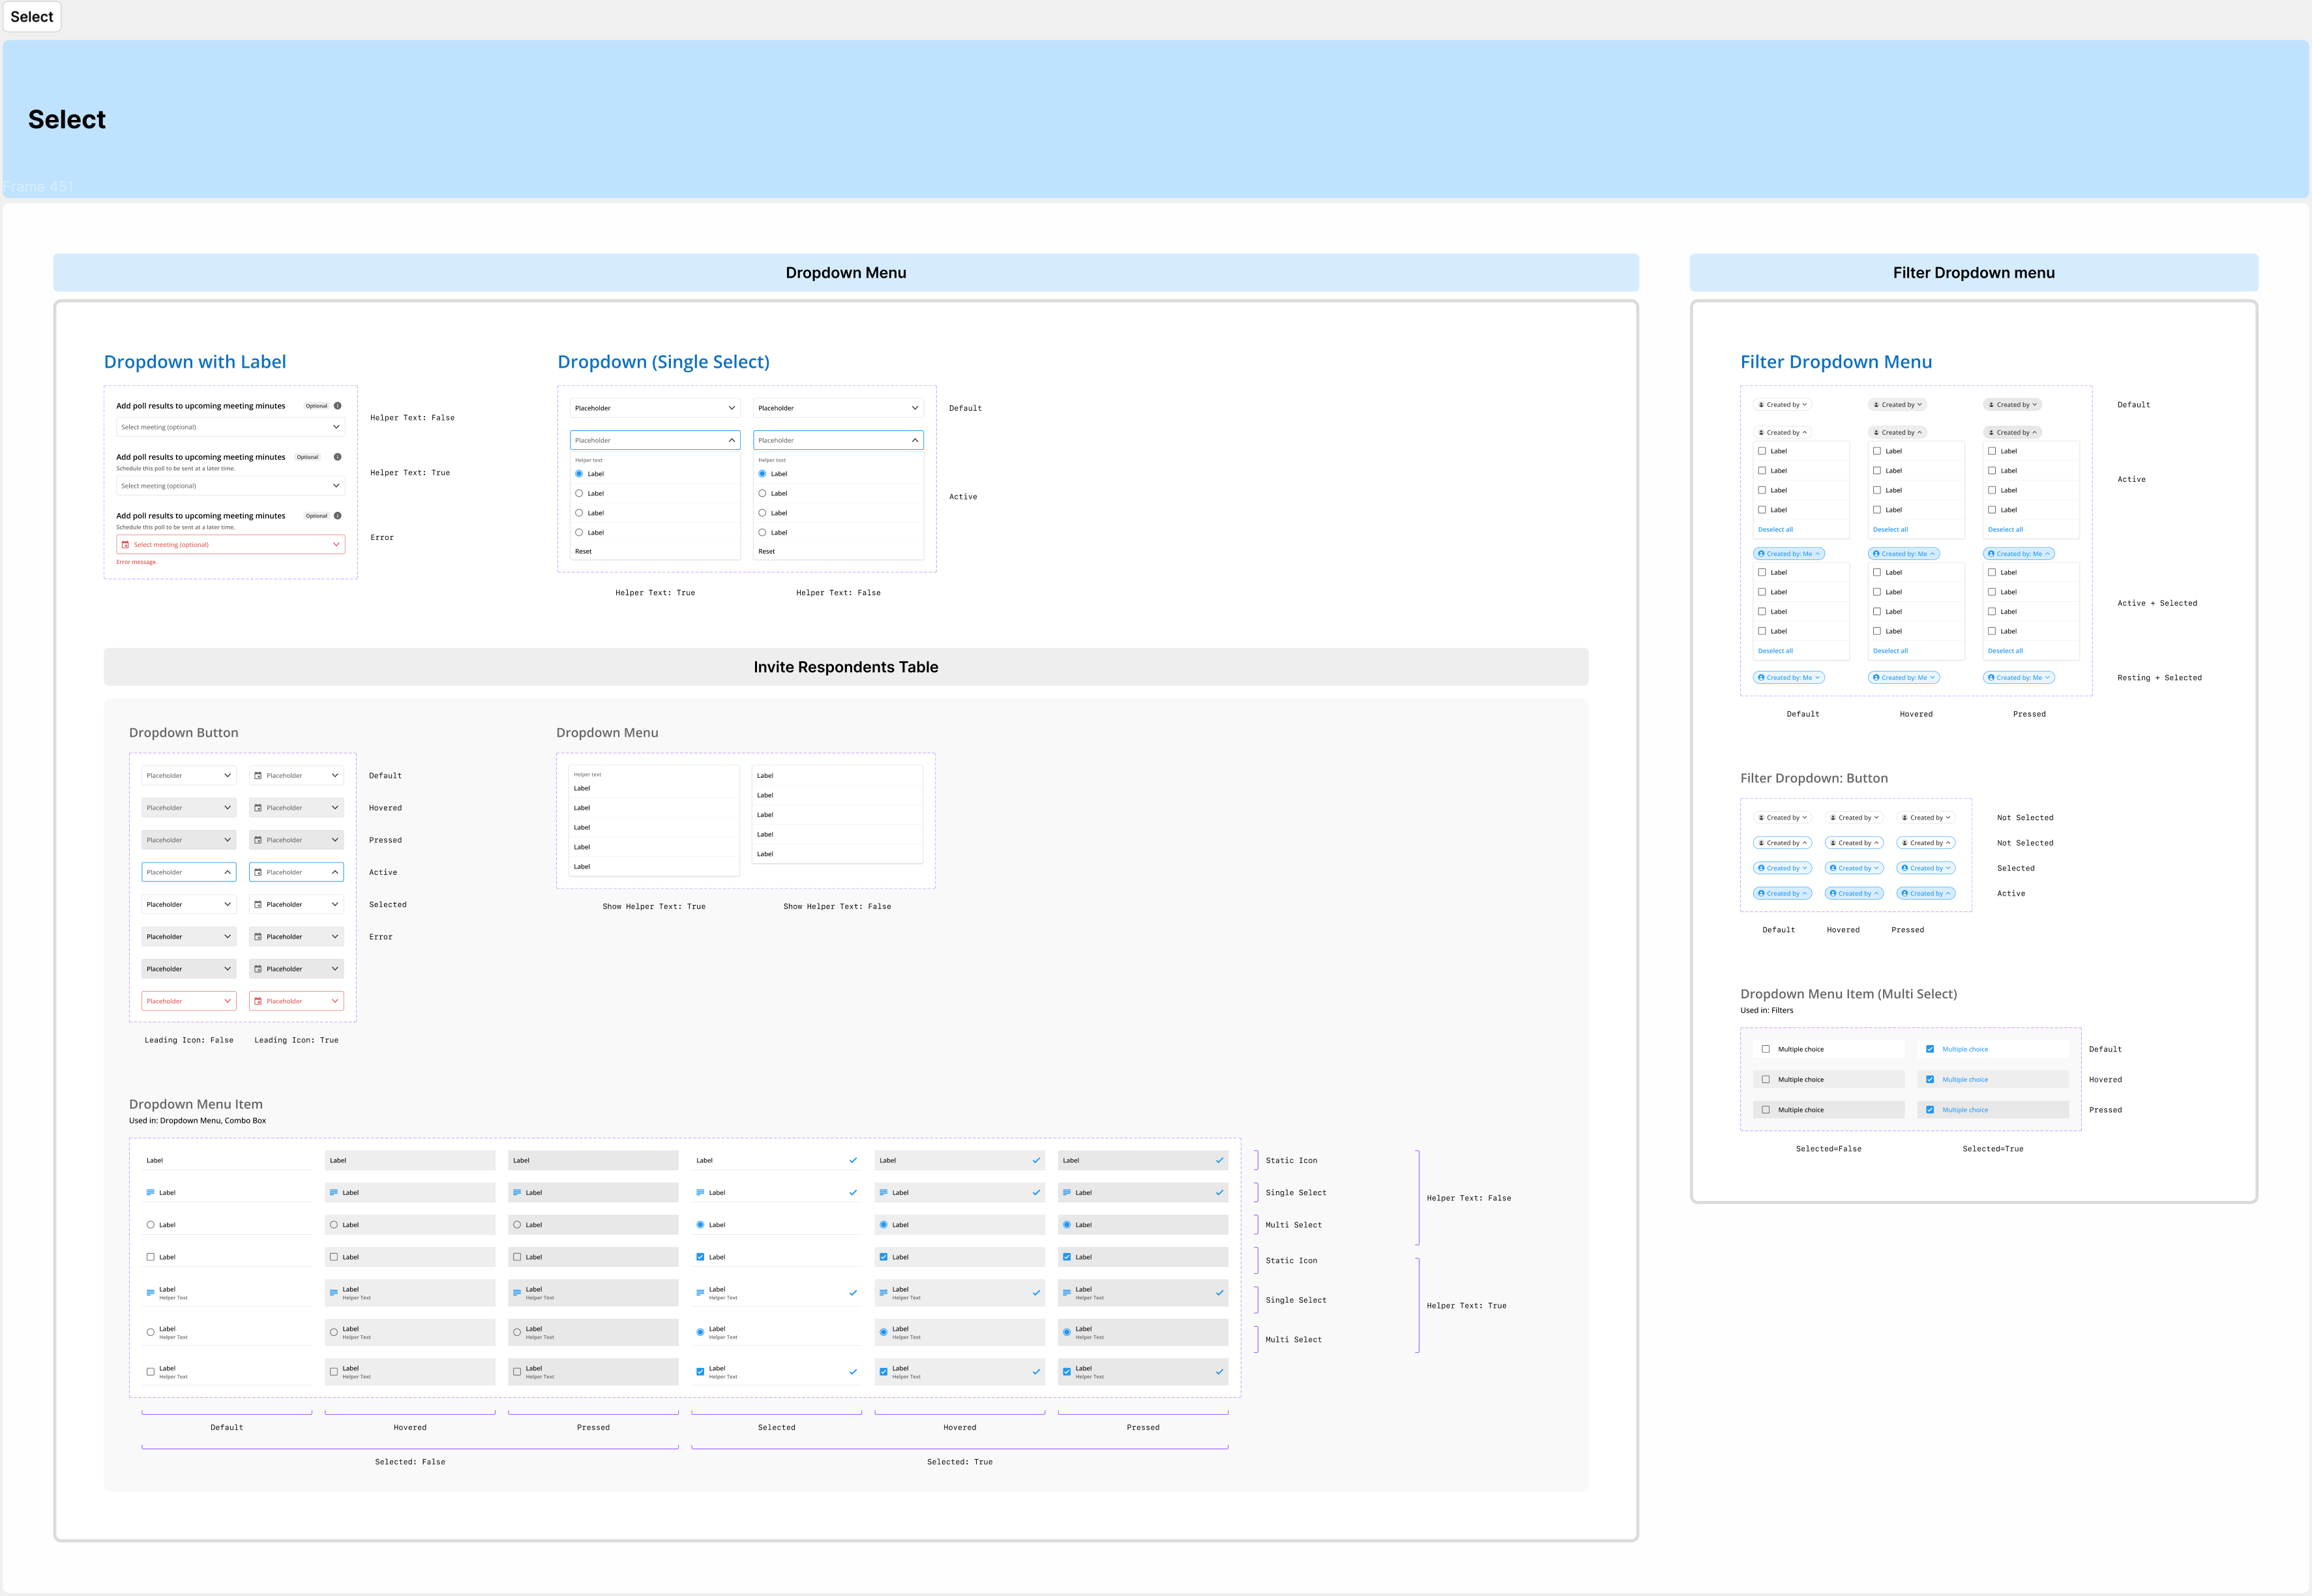 Select
Select
Frame 451
Dropdown Menu
Dropdown with Label
Add poll results to upcoming meeting minutes Optional
Select meeting (optional)
Helper Text: False
Add poll results to upcoming meeting minutes Optional
Schedule this poll to be sent at a later time.
Select meeting (optional)
Helper Text: True
Add poll results to upcoming meeting minutes Optional
Schedule this poll to be sent at a later time.
Select meeting (optional)
Error message.
Error
Dropdown (Single Select)
Placeholder Placeholder Default
Placeholder Placeholder
Helper text Helper text
Label Label
Label Label
Active
Label Label
Label Label
Reset Reset
Helper Text: True Helper Text: False
Invite Respondents Table
Dropdown Button
Placeholder Placeholder Default
Placeholder Placeholder Hovered
Placeholder Placeholder Pressed
Placeholder Placeholder Active
Placeholder Placeholder Selected
Placeholder Placeholder Error
Placeholder Placeholder
Placeholder Placeholder
Leading Icon: False Leading Icon: True
Dropdown Menu
Helper text
Label
Label
Label
Label
Label
Label
Label
Label
Label
Label
Show Helper Text: True Show Helper Text: False
Dropdown Menu Item
Used in: Dropdown Menu, Combo Box
Label Label Label Label Label Label Static Icon
Label Label Label Label Label Label Single Select
Helper Text: False
Label Label Label Label Label Label Multi Select
Label Label Label Label Label Label Static Icon
Label Label Label Label Label Label
Helper Text Helper Text Helper Text Helper Text Helper Text Helper Text
Single Select
Helper Text: True
Label Label Label Label Label Label
Helper Text Helper Text Helper Text Helper Text Helper Text Helper Text
Multi Select
Label Label Label Label Label Label
Helper Text Helper Text Helper Text Helper Text Helper Text Helper Text
Default Hovered Pressed Selected Hovered Pressed
Selected: False Selected: True
Filter Dropdown menu
Filter Dropdown Menu
Created by Created by Created by Default
Created by Created by Created by
Label Label Label
Label Label Label
Active
Label Label Label
Label Label Label
Deselect all Deselect all Deselect all
Created by: Me Created by: Me Created by: Me
Label Label Label
Label Label Label
Active + Selected
Label Label Label
Label Label Label
Deselect all Deselect all Deselect all
Created by: Me Created by: Me Created by: Me Resting + Selected
Default Hovered Pressed
Filter Dropdown: Button
Created by Created by Created by Not Selected
Created by Created by Created by Not Selected
Created by Created by Created by Selected
Created by Created by Created by Active
Default Hovered Pressed
Dropdown Menu Item (Multi Select)
Used in: Filters
Multiple choice Multiple choice Default
Multiple choice Multiple choice Hovered
Multiple choice Multiple choice Pressed
Selected=False Selected=True